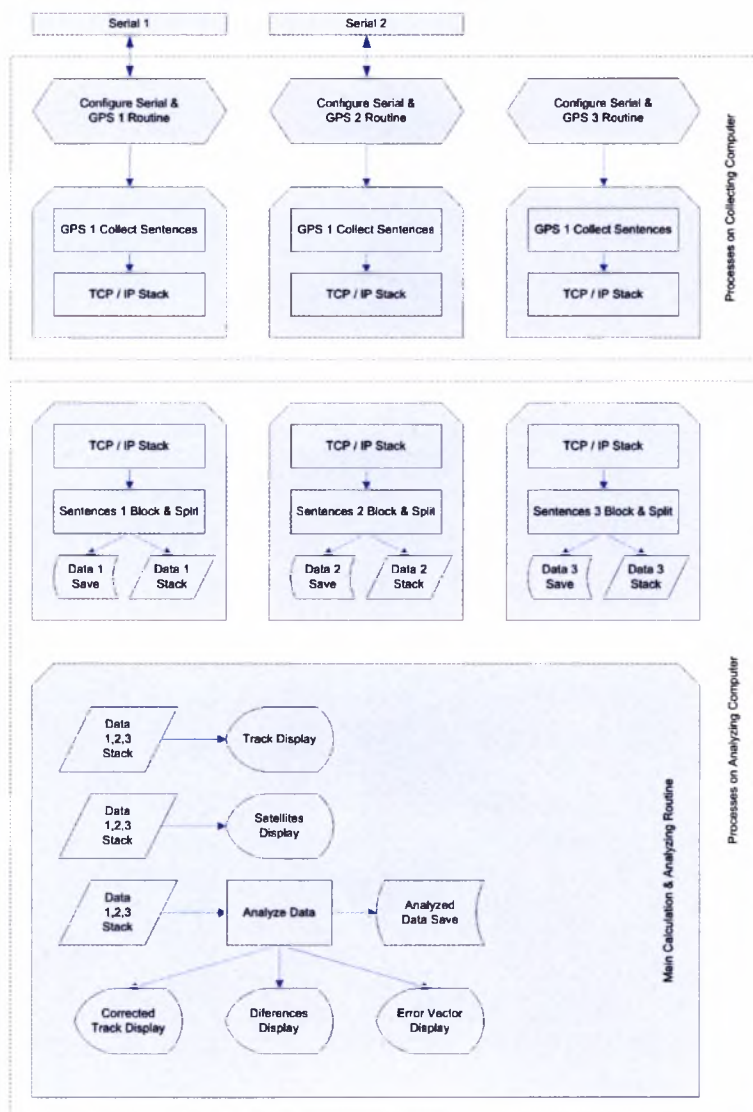 Serial 1
Serial 2
Configure Serial &
GPS 1 Routine
Configure Serial &
GPS 2 Routine
Configure Serial &
GPS 3 Routine
GPS 1 Collect Sentences
GPS 1 Collect Sentences
GPS 1 Collect Sentences
TCP / IP Stack
TCP / IP Stack
TCP / IP Stack
Processes on Collecting Computer
TCP / IP Stack
TCP / IP Stack
TCP / IP Stack
Sentences 1 Block & Split
Sentences 2 Block & Split
Sentences 3 Block & Split
Data 1
Save
Data 1
Stack
Data 2
Save
Data 2
Stack
Data 3
Save
Data 3
Stack
Data
1,2,3
Stack
Track Display
Data
1,2,3
Stack
Satellites
Display
Data
1,2,3
Stack
Analyze Data
Analyzed
Data Save
Corrected
Track Display
Diferences
Display
Error Vector
Display
Main Calculation & Analyzing Routine
Processes on Analyzing Computer